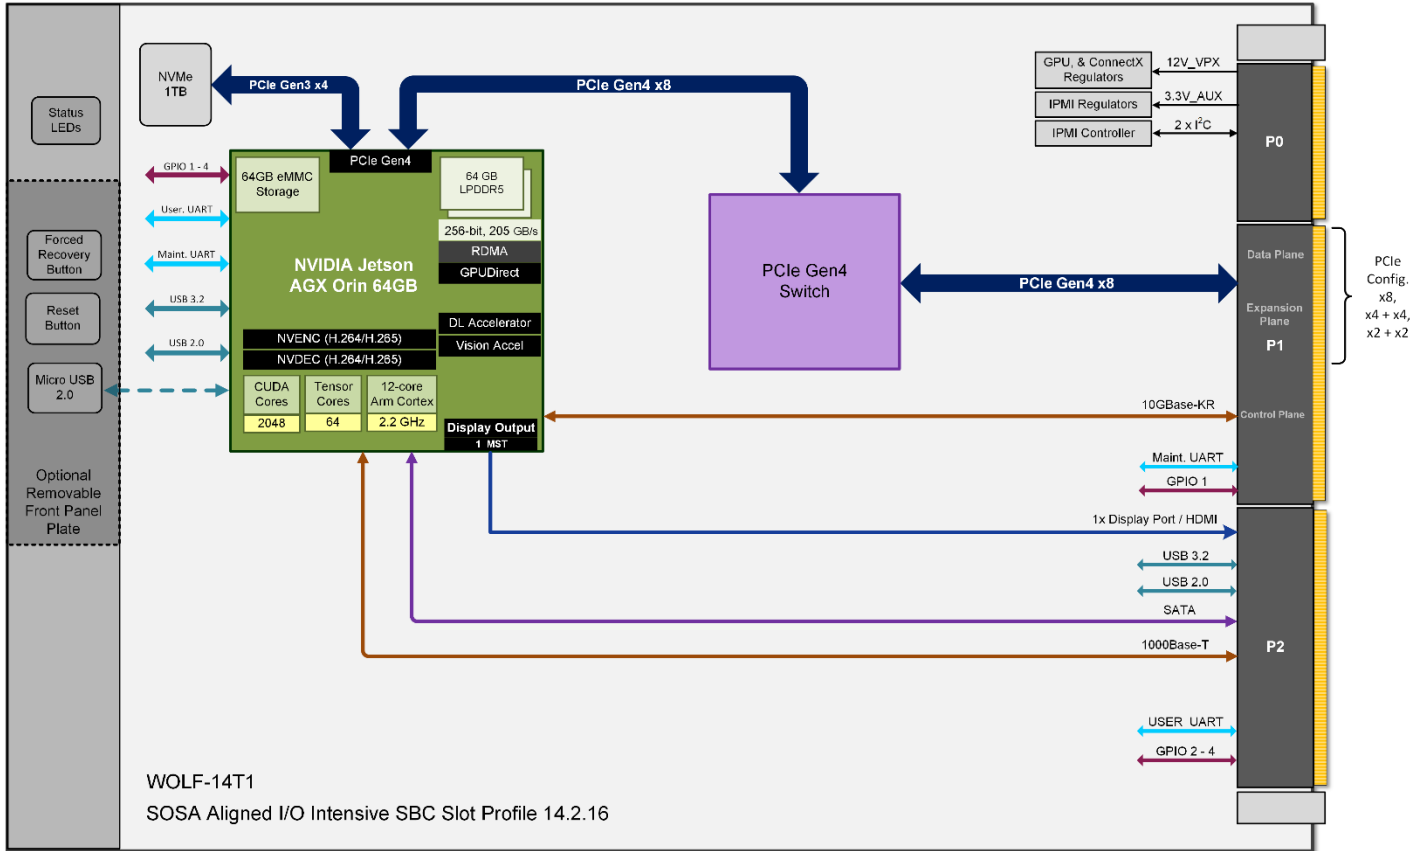 NVMe
1TB
PCIe Gen3 x4
PCIe Gen4 x8
GPU, & ConnectX
Regulators
12V_VPX
IPMI Regulators
3.3V_AUX
IPMI Controller
2 x I²C
P0
Status
LEDs
GPIO 1 - 4
User. UART
Maint. UART
USB 3.2
USB 2.0
Forced
Recovery
Button
Reset
Button
Micro USB
2.0
Optional
Removable
Front Panel
Plate
PCIe Gen4
64GB eMMC
Storage
64 GB
LPDDR5
256-bit, 205 GB/s
RDMA
GPUDirect
NVIDIA Jetson
AGX Orin 64GB
DL Accelerator
Vision Accel
NVENC (H.264/H.265)
NVDEC (H.264/H.265)
CUDA
Cores
2048
Tensor
Cores
64
12-core
Arm Cortex
2.2 GHz
Display Output
1 MST
PCIe Gen4
Switch
PCIe Gen4 x8
Data Plane
Expansion
Plane
P1
Control Plane
PCIe
Config.
x8,
x4 + x4,
x2 + x2
10GBase-KR
Maint. UART
GPIO 1
1x Display Port / HDMI
USB 3.2
USB 2.0
SATA
1000Base-T
P2
USER UART
GPIO 2 - 4
WOLF-14T1
SOSA Aligned I/O Intensive SBC Slot Profile 14.2.16